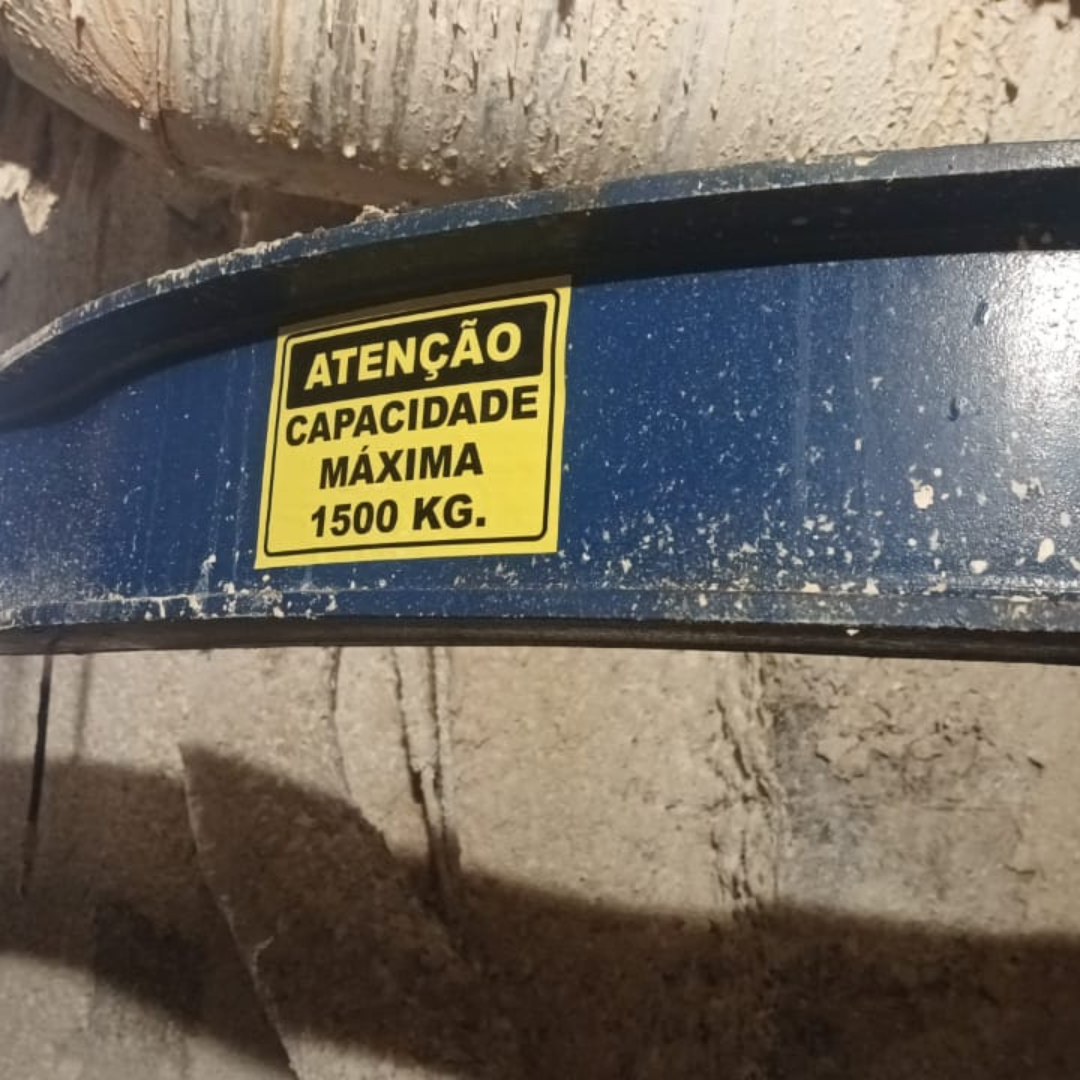 ATENÇÃO
CAPACIDADE
MÁXIMA
1500 KG.